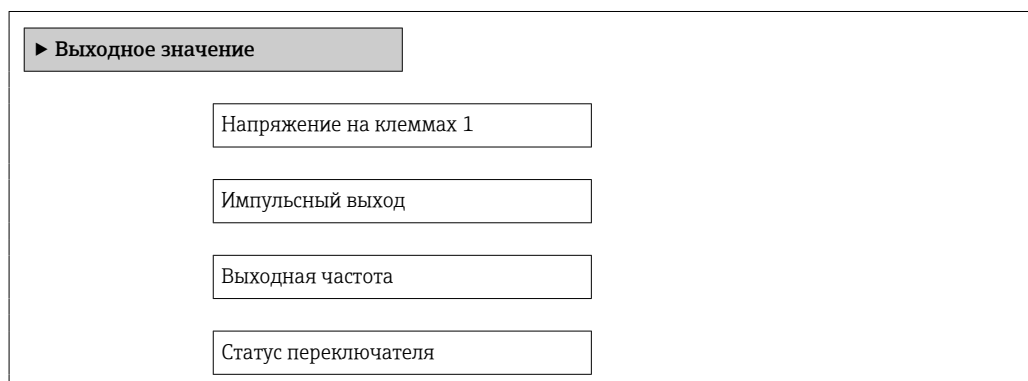 ▶ Выходное значение
Напряжение на клеммах 1
Импульсный выход
Выходная частота
Статус переключателя